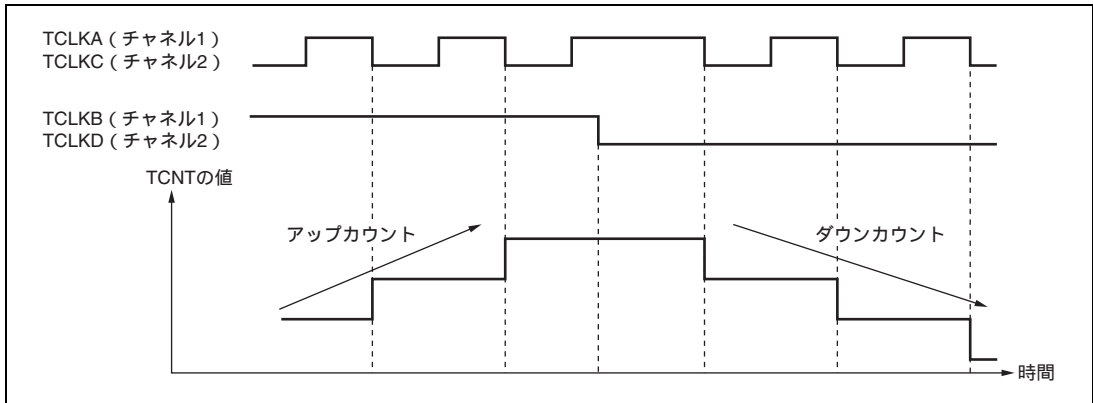 TCLKA（チャネル1）
TCLKC（チャネル2）
TCLKB（チャネル1）
TCLKD（チャネル2）
TCNTの値
アップカウント
ダウンカウント
時間